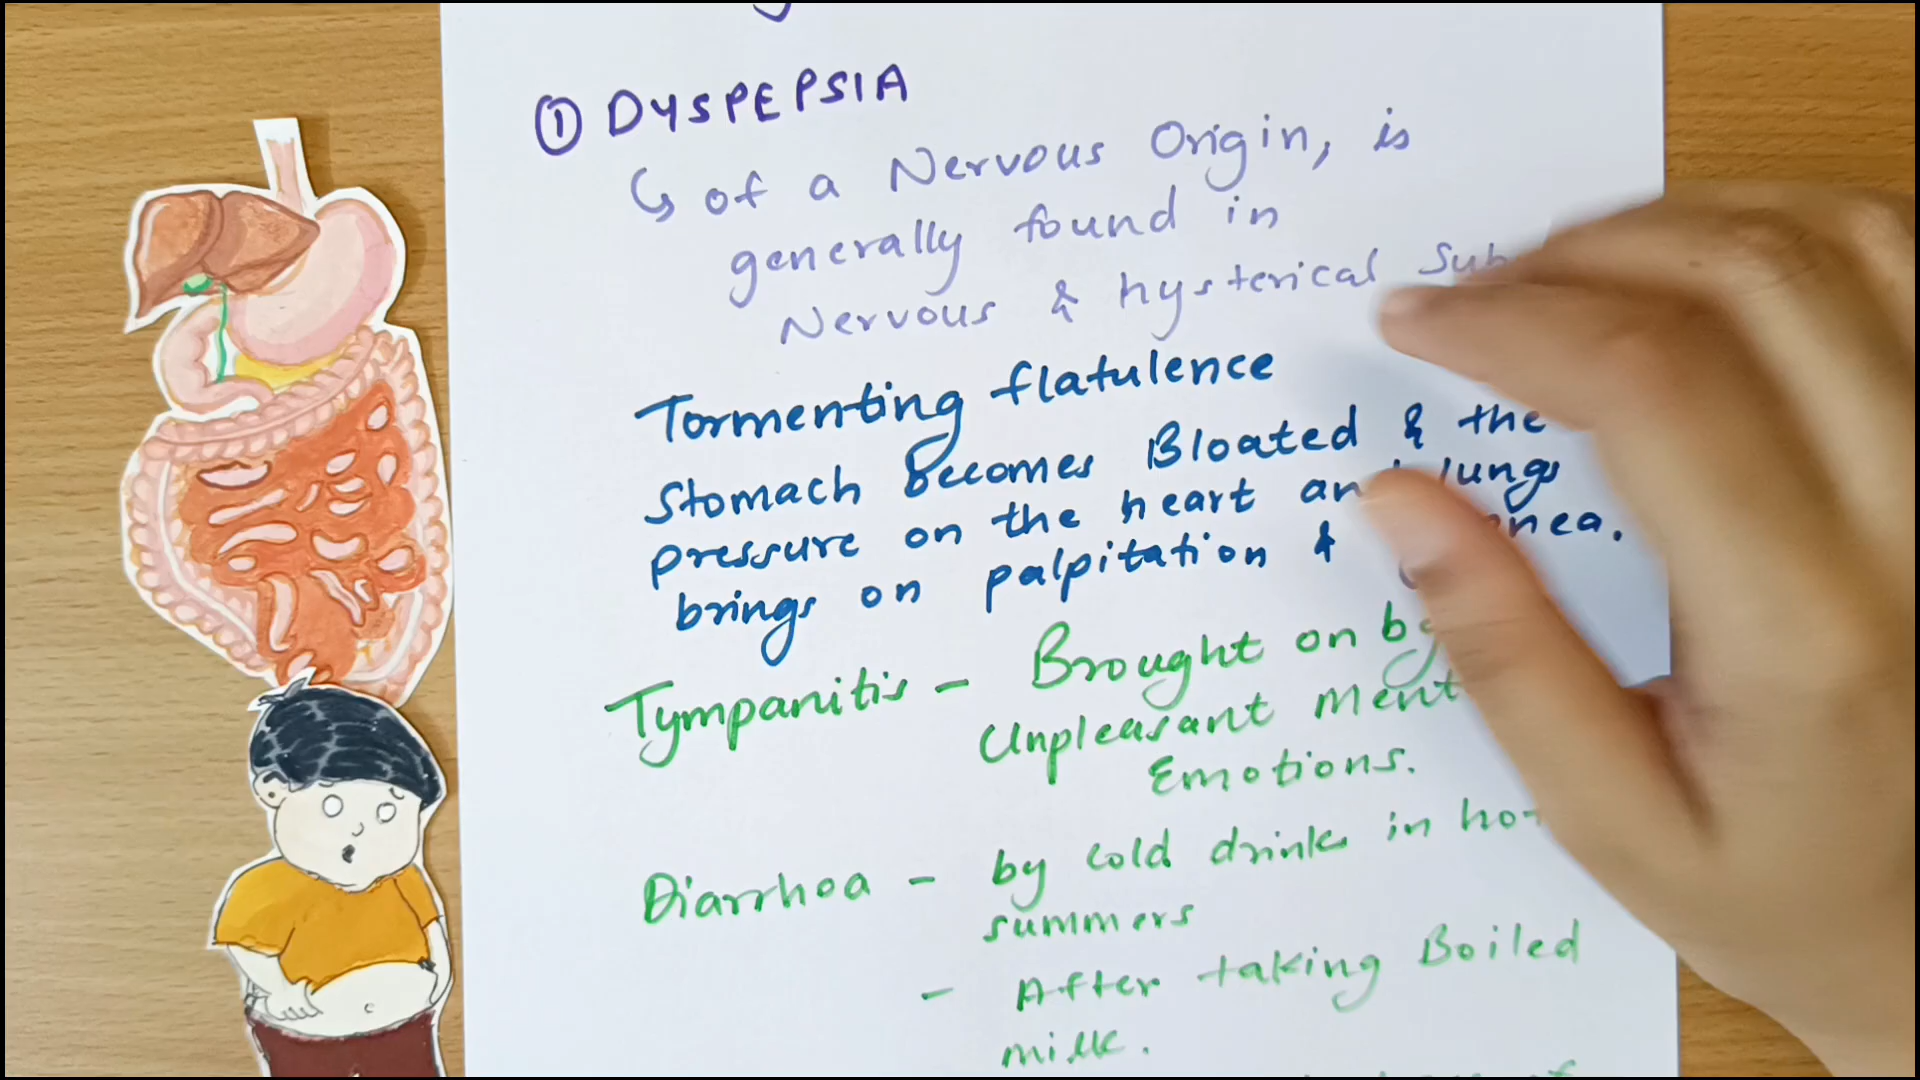 ① DYSPEPSIA
↳ of a Nervous Origin, is
generally found in
Nervous & hysterical
Tormenting flatulence
Stomach Becomes Bloated & the
pressure on the heart lungs
brings on palpitation &
Tympanitis - Brought on by
Unpleasant
Emotions.
Diarrhoa - by cold drinks in
summers
- After taking Boiled
milk.